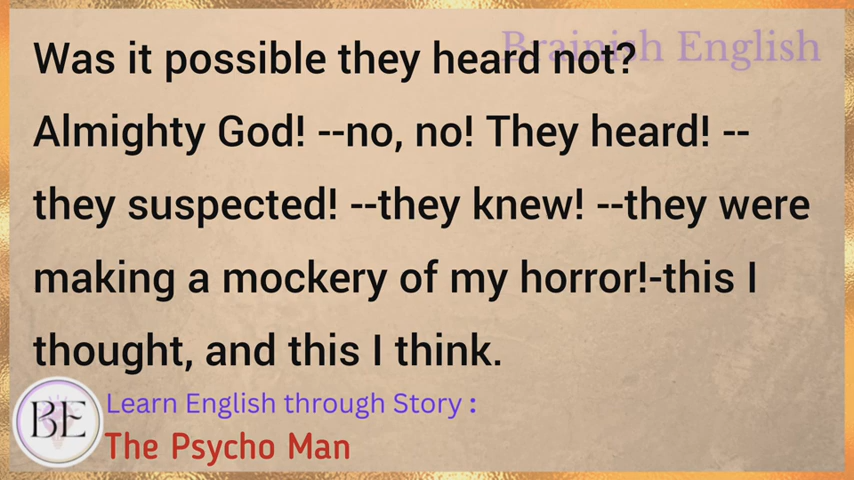 Brainish English
Was it possible they heard not?
Almighty God! --no, no! They heard! --
they suspected! --they knew! --they were
making a mockery of my horror!-this I
thought, and this I think.
BE
Learn English through Story :
The Psycho Man